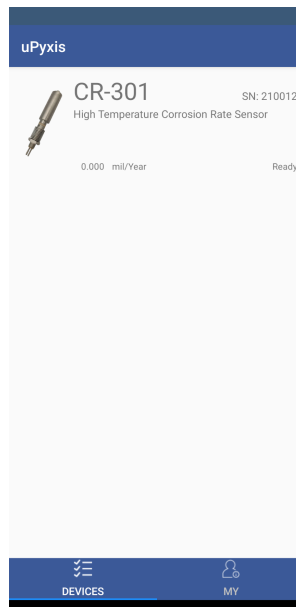 uPyxis
CR-301
SN: 210012
High Temperature Corrosion Rate Sensor
0.000 mil/Year
Ready
DEVICES
MY